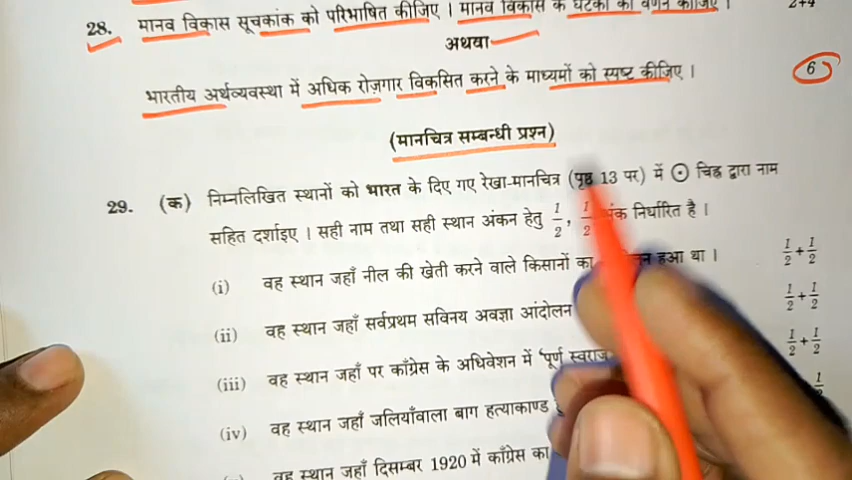 28. मानव विकास सूचकांक को परिभाषित कीजिए । मानव विकास के घटकों का वर्णन कीजिए । 2+4
अथवा
भारतीय अर्थव्यवस्था में अधिक रोज़गार विकसित करने के माध्यमों को स्पष्ट कीजिए । 6
(मानचित्र सम्बन्धी प्रश्न)
29. (क) निम्नलिखित स्थानों को भारत के दिए गए रेखा-मानचित्र (पृष्ठ 13 पर) में ⊙ चिह्न द्वारा नाम
सहित दर्शाइए । सही नाम तथा सही स्थान अंकन हेतु 1/2, 1/2 अंक निर्धारित है ।
(i) वह स्थान जहाँ नील की खेती करने वाले किसानों का हुआ था । 1/2+1/2
(ii) वह स्थान जहाँ सर्वप्रथम सविनय अवज्ञा आंदोलन 1/2+1/2
(iii) वह स्थान जहाँ पर काँग्रेस के अधिवेशन में 'पूर्ण स्वराज 1/2+1/2
(iv) वह स्थान जहाँ जलियाँवाला बाग हत्याकाण्ड 1/2
वह स्थान जहाँ दिसम्बर 1920 में काँग्रेस का